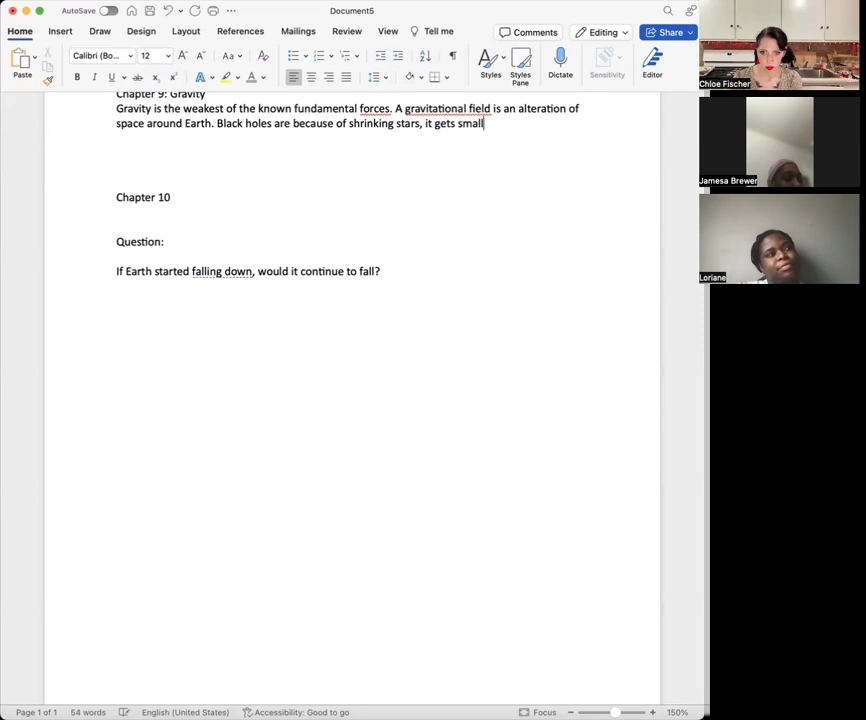 AutoSave
Document5
Home Insert Draw Design Layout References Mailings Review View Tell me
Comments Editing Share
Paste
Calibri (Bo... 12
Styles
Styles Pane
Dictate
Sensitivity
Editor
Chapter 9: Gravity
Gravity is the weakest of the known fundamental forces. A gravitational field is an alteration of
space around Earth. Black holes are because of shrinking stars, it gets small
Chapter 10
Question:
If Earth started falling down, would it continue to fall?
Chloe Fischer
Jamesa Brewer
Loriane
Page 1 of 1 54 words English (United States) Accessibility: Good to go Focus 150%